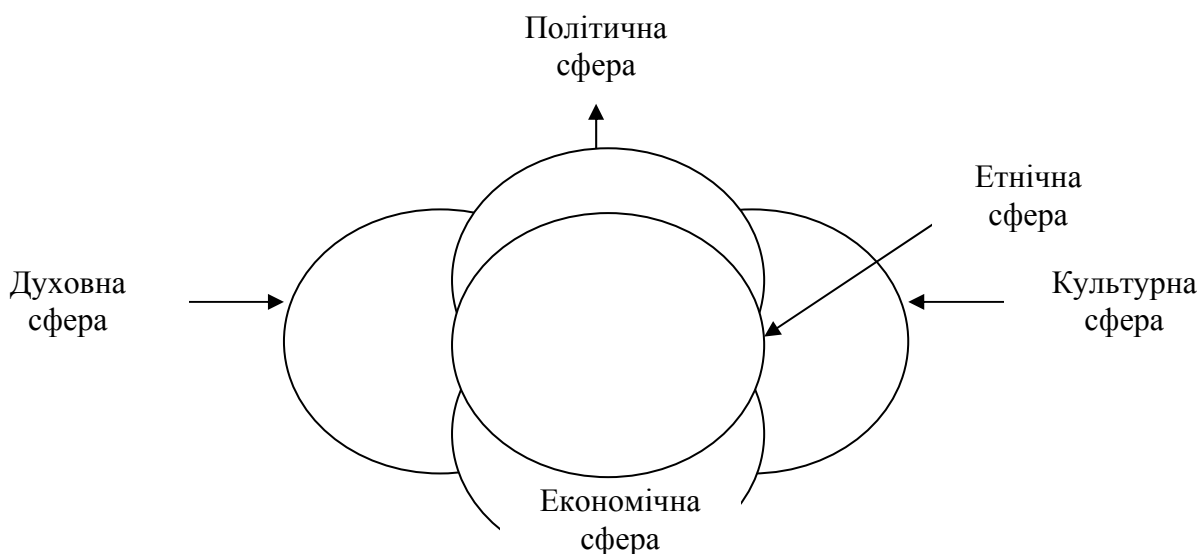 Політична
сфера
Етнічна
сфера
Духовна
сфера
Культурна
сфера
Економічна
сфера